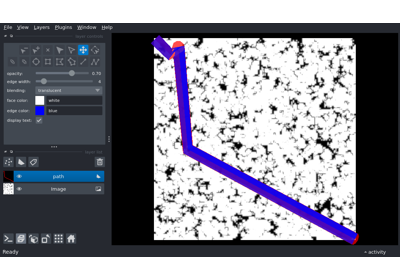 File View Layers Plugins Window Help
opacity: 0.70
edge width: 4
blending: translucent
face color: white
edge color: blue
display text:
path
Image
Ready activity